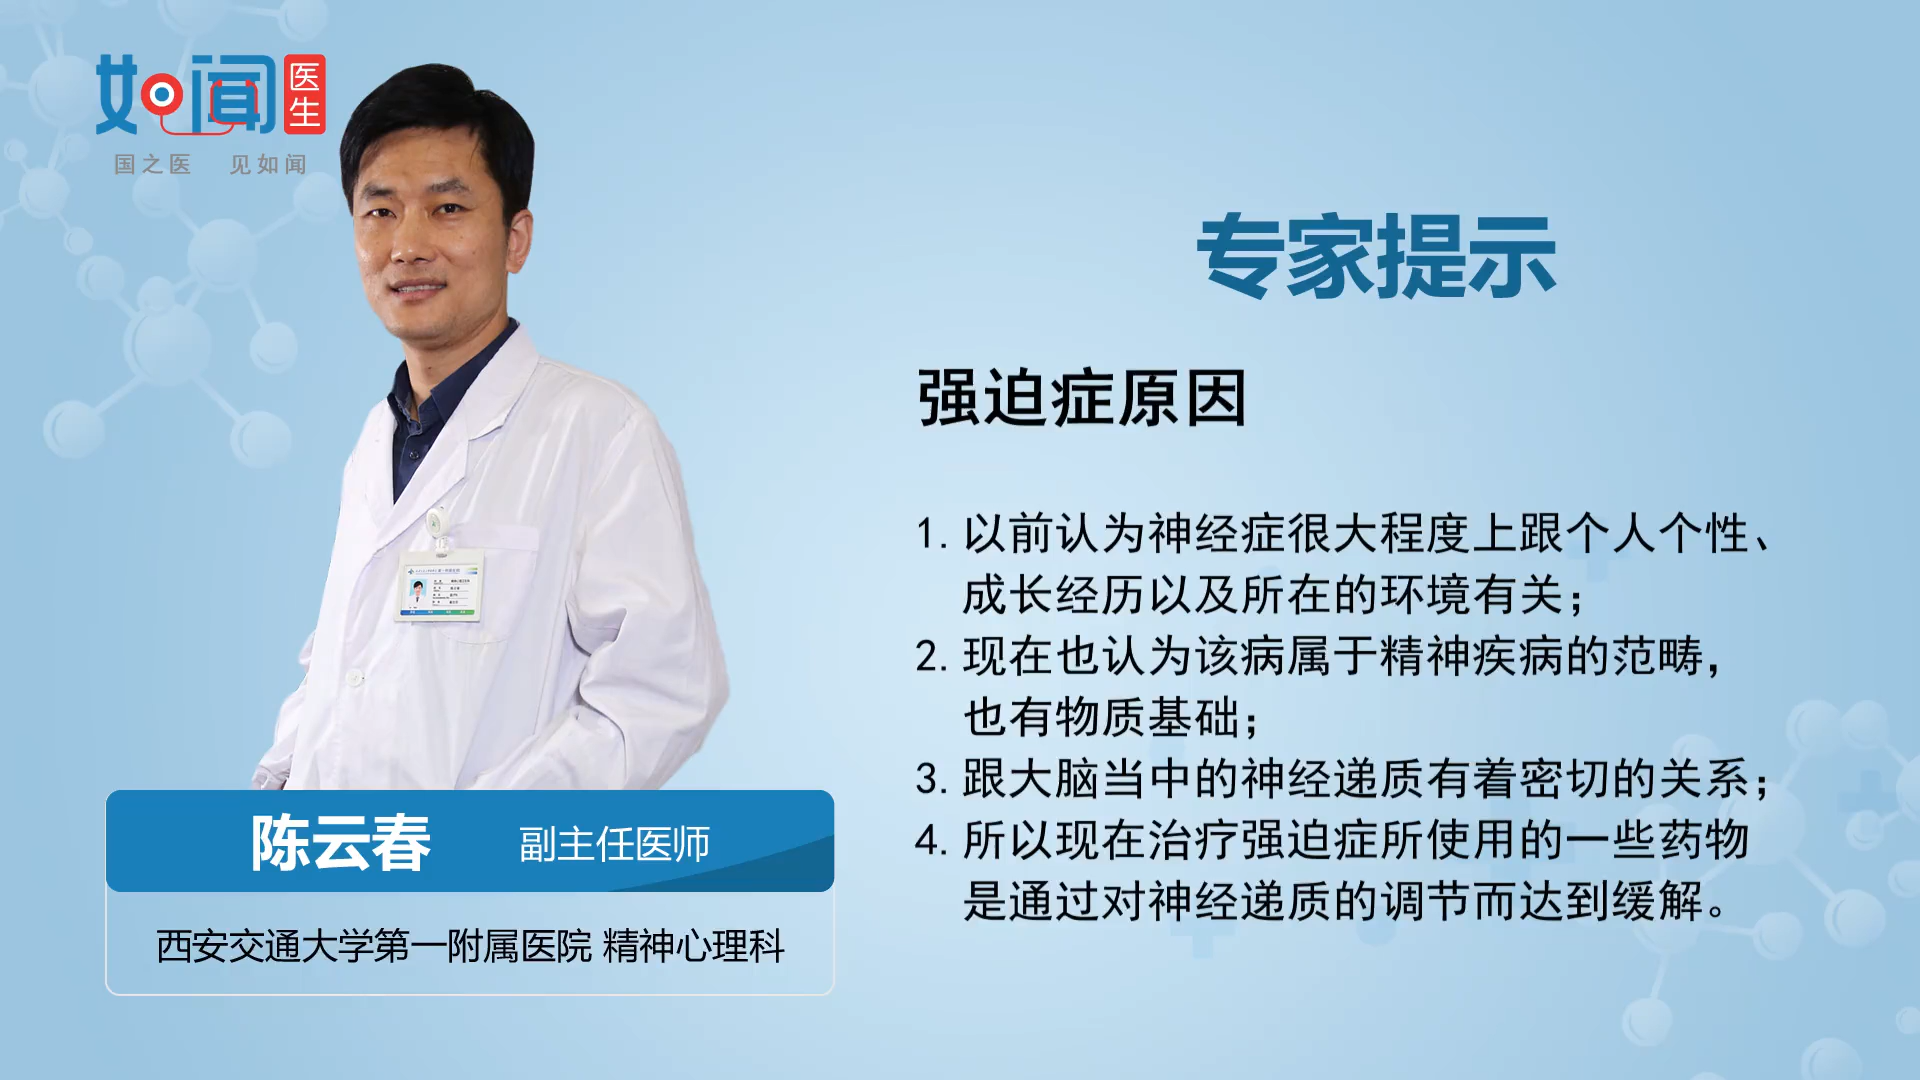 如闻医生
国之医 见如闻
专家提示
强迫症原因
1. 以前认为神经症很大程度上跟个人个性、
成长经历以及所在的环境有关；
2. 现在也认为该病属于精神疾病的范畴，
也有物质基础；
3. 跟大脑当中的神经递质有着密切的关系；
4. 所以现在治疗强迫症所使用的一些药物
是通过对神经递质的调节而达到缓解。
陈云春 副主任医师
西安交通大学第一附属医院 精神心理科